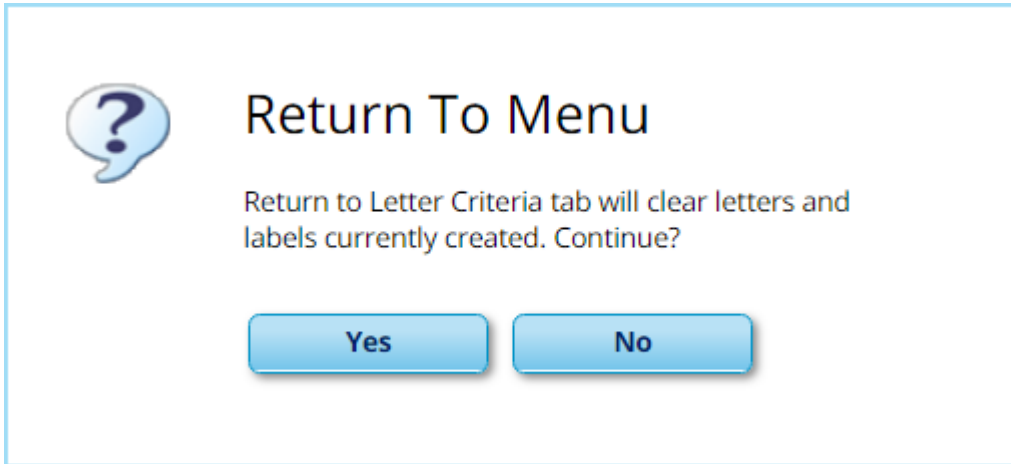 Return To Menu
Return to Letter Criteria tab will clear letters and
labels currently created. Continue?
Yes
No